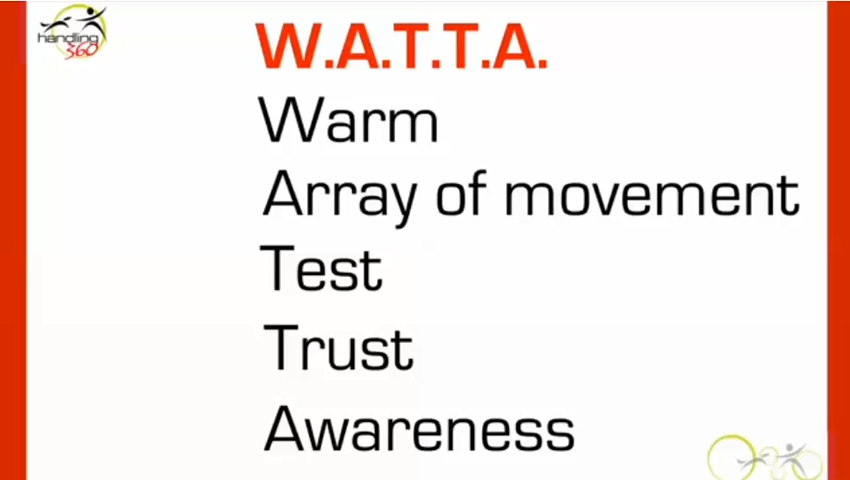 handling
360
W.A.T.T.A.
Warm
Array of movement
Test
Trust
Awareness